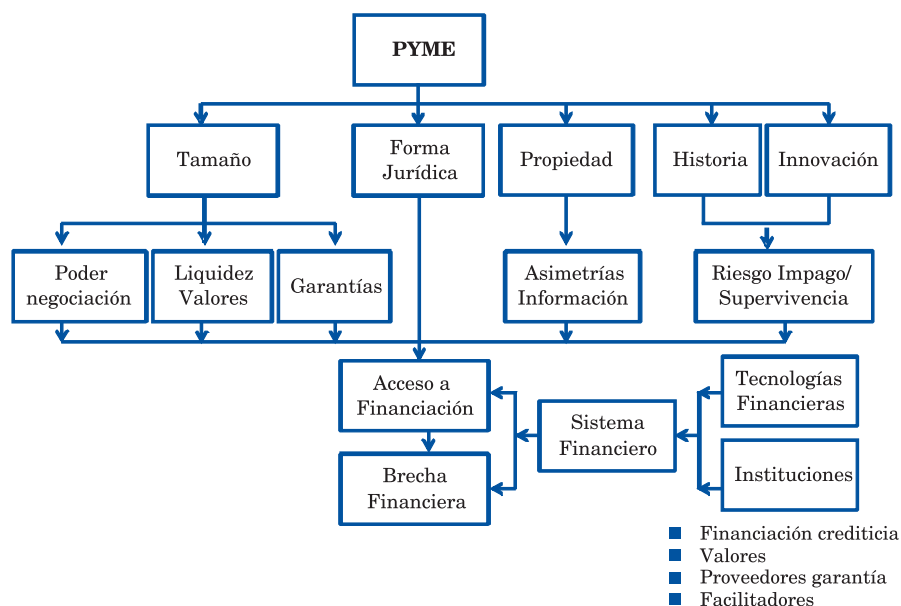 PYME
Tamaño
Forma
Jurídica
Propiedad
Historia
Innovación
Poder
negociación
Liquidez
Valores
Garantías
Asimetrías
Información
Riesgo Impago/
Supervivencia
Acceso a
Financiación
Brecha
Financiera
Sistema
Financiero
Tecnologías
Financieras
Instituciones
Financiación crediticia
Valores
Proveedores garantía
Facilitadores